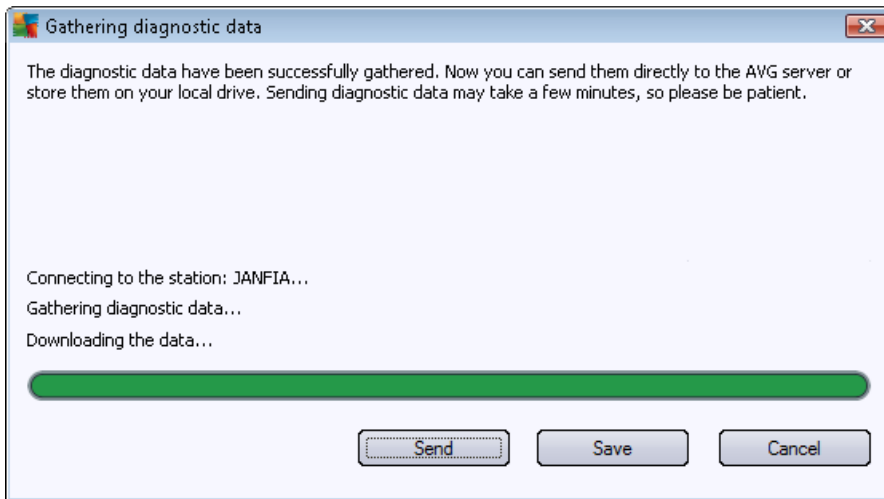 Gathering diagnostic data
The diagnostic data have been successfully gathered. Now you can send them directly to the AVG server or
store them on your local drive. Sending diagnostic data may take a few minutes, so please be patient.
Connecting to the station: JANFIA...
Gathering diagnostic data...
Downloading the data...
Send Save Cancel